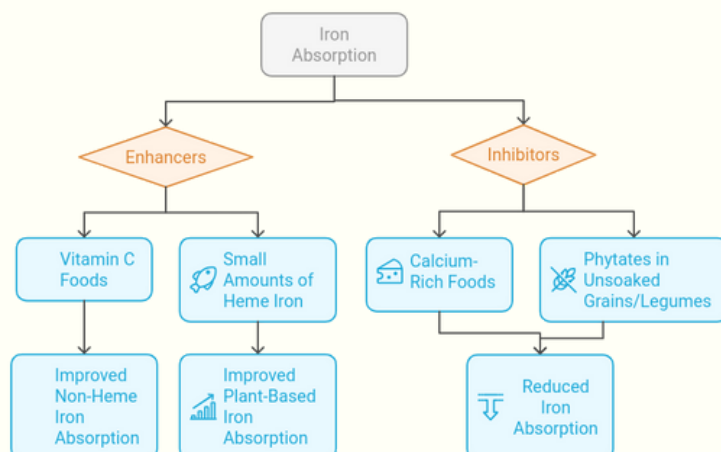 Iron
Absorption
Enhancers
Inhibitors
Vitamin C
Foods
Small
Amounts of
Heme Iron
Calcium-
Rich Foods
Phytates in
Unsoaked
Grains/Legumes
Improved
Non-Heme
Iron
Absorption
Improved
Plant-Based
Iron
Absorption
Reduced
Iron
Absorption